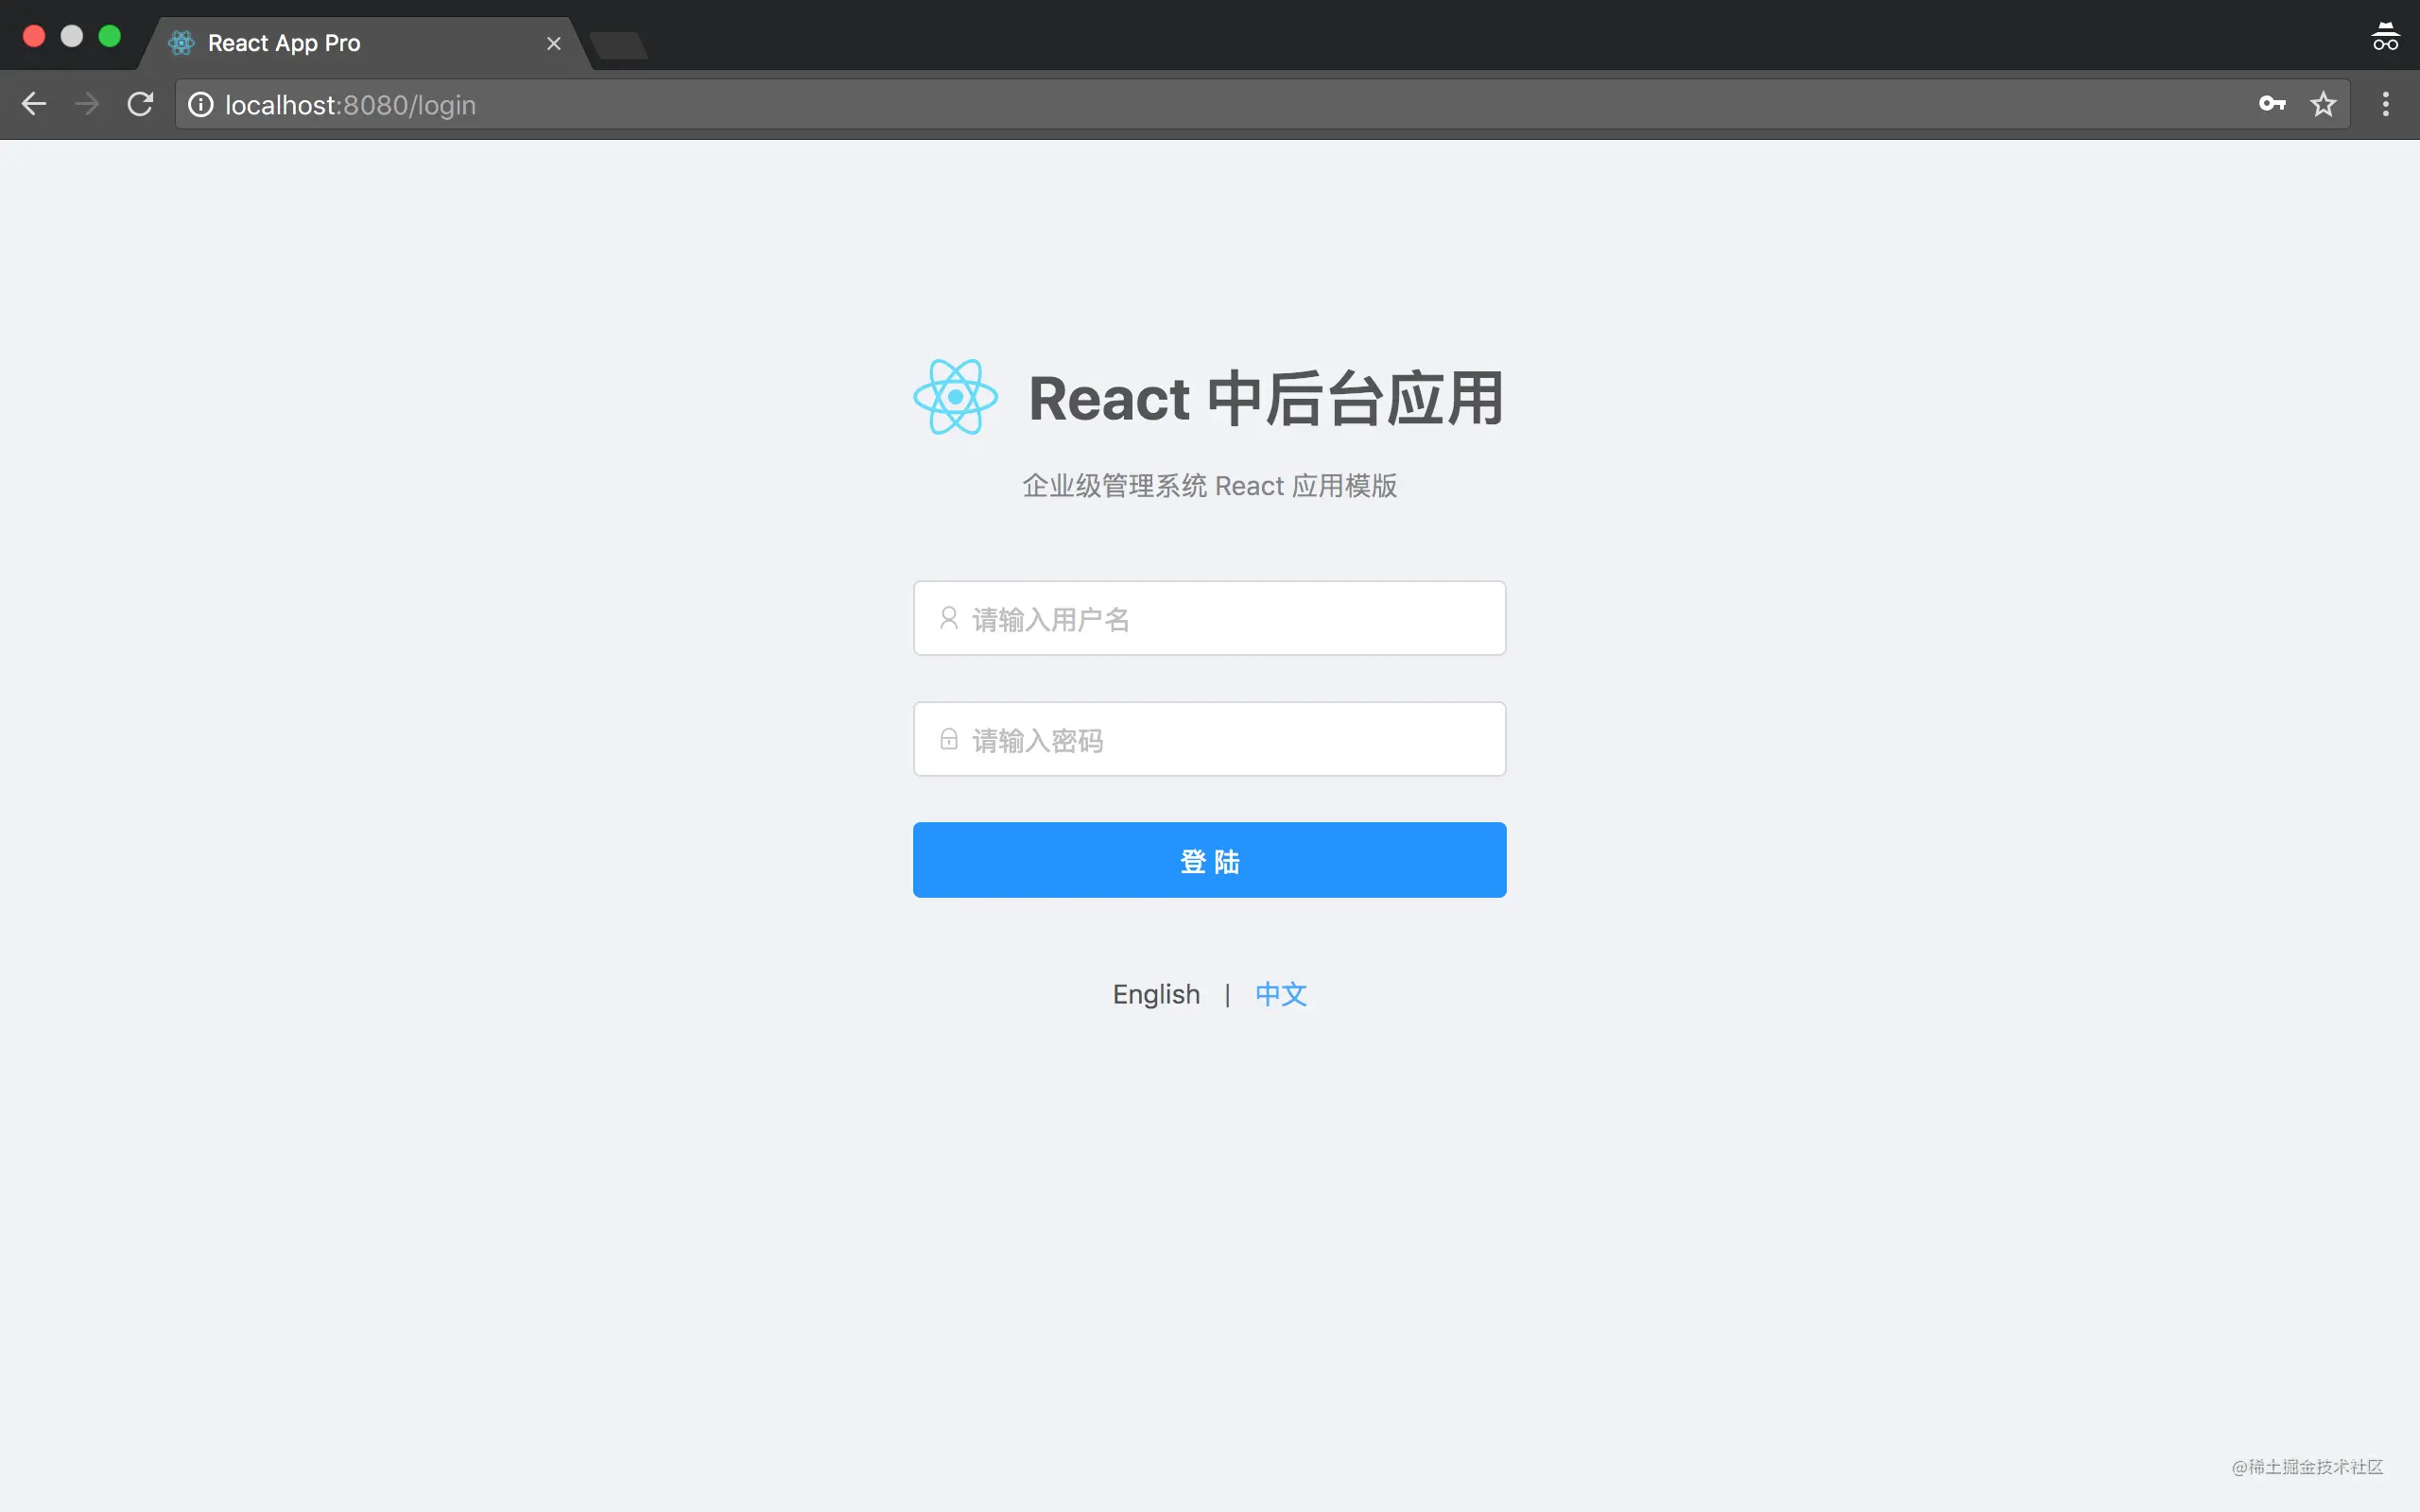 React App Pro
localhost:8080/login
React 中后台应用
企业级管理系统 React 应用模版
请输入用户名
请输入密码
登 陆
English | 中文
@稀土掘金技术社区